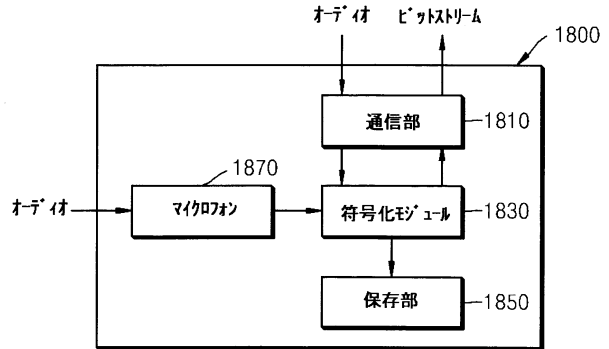 オーディオ ビットストリーム
1800
通信部
1810
1870
オーディオ
マイクロフォン
符号化モジュール
1830
保存部
1850